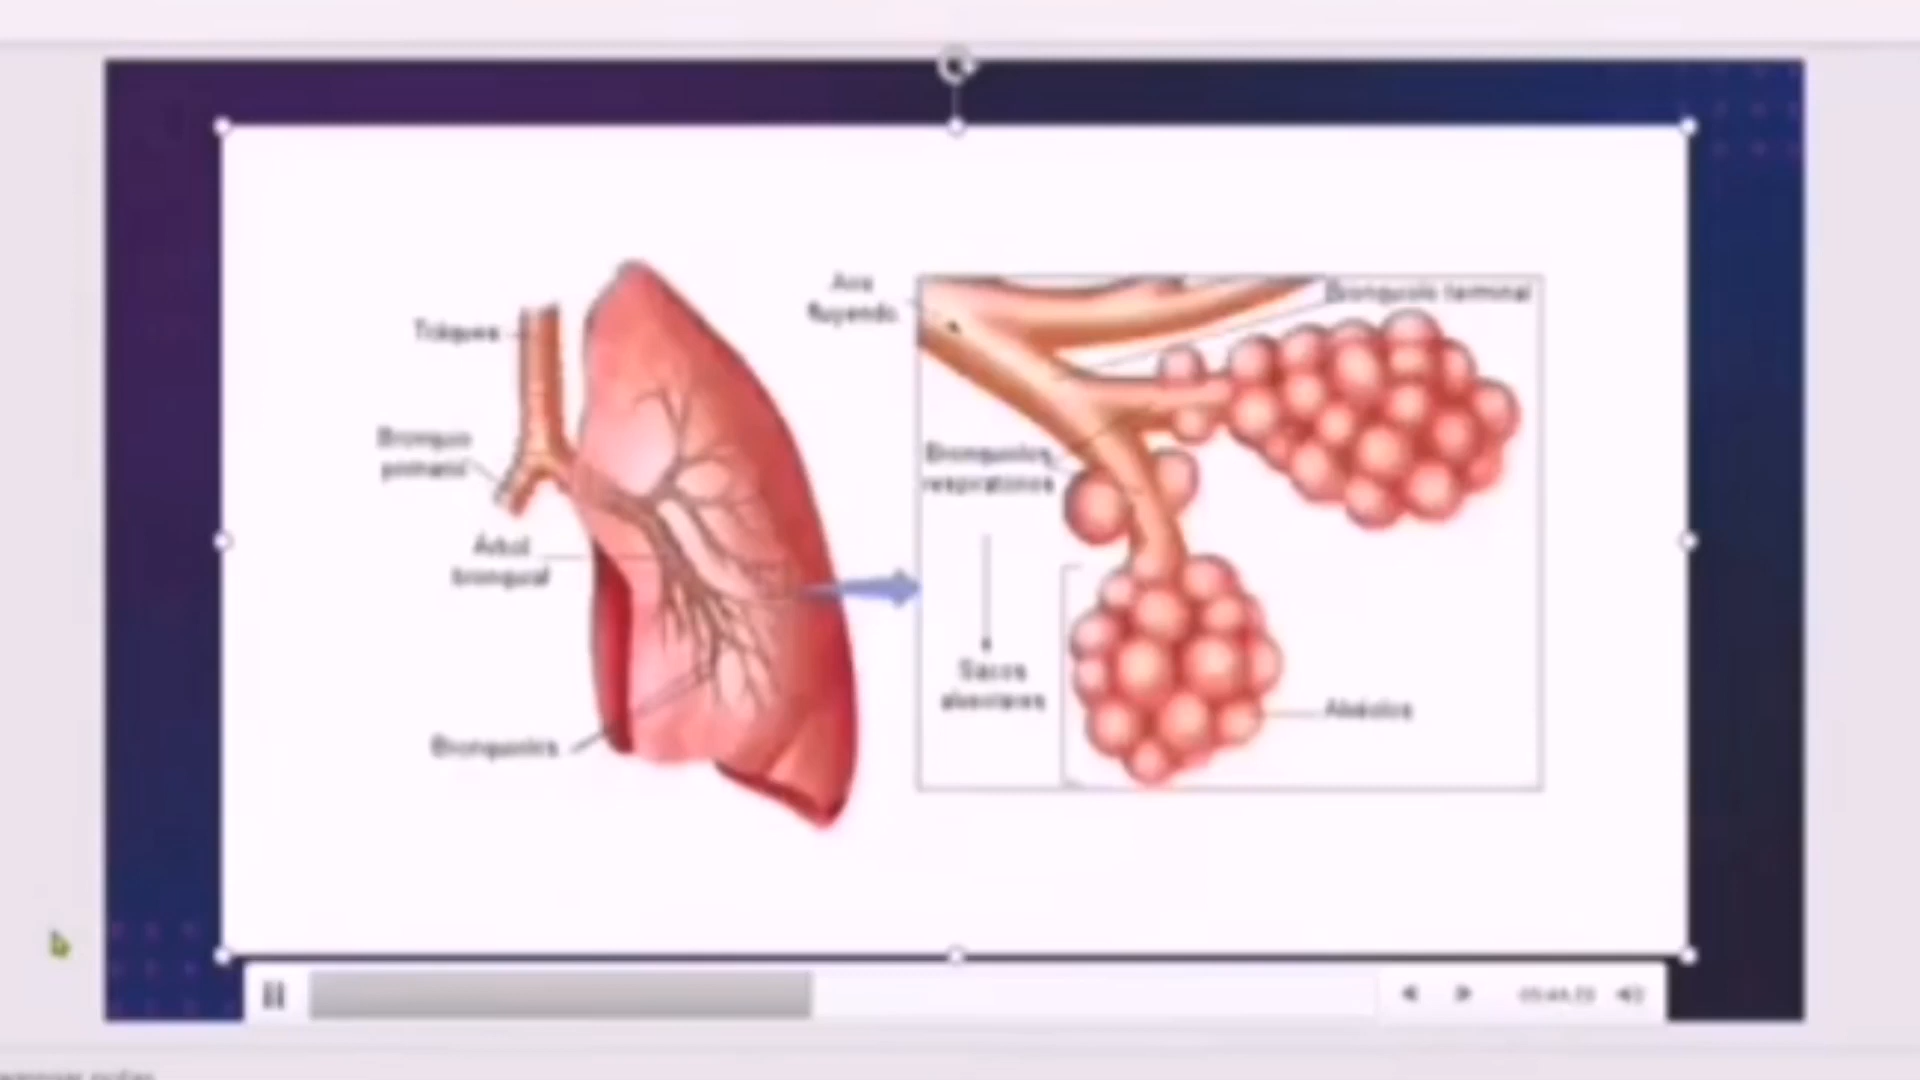 Tráquea
Bronquio
primario
Árbol
bronquial
Bronquiolos
Aire
fluyendo
Bronquiolo terminal
Bronquiolos
respiratorios
Sacos
alveolares
Alvéolos